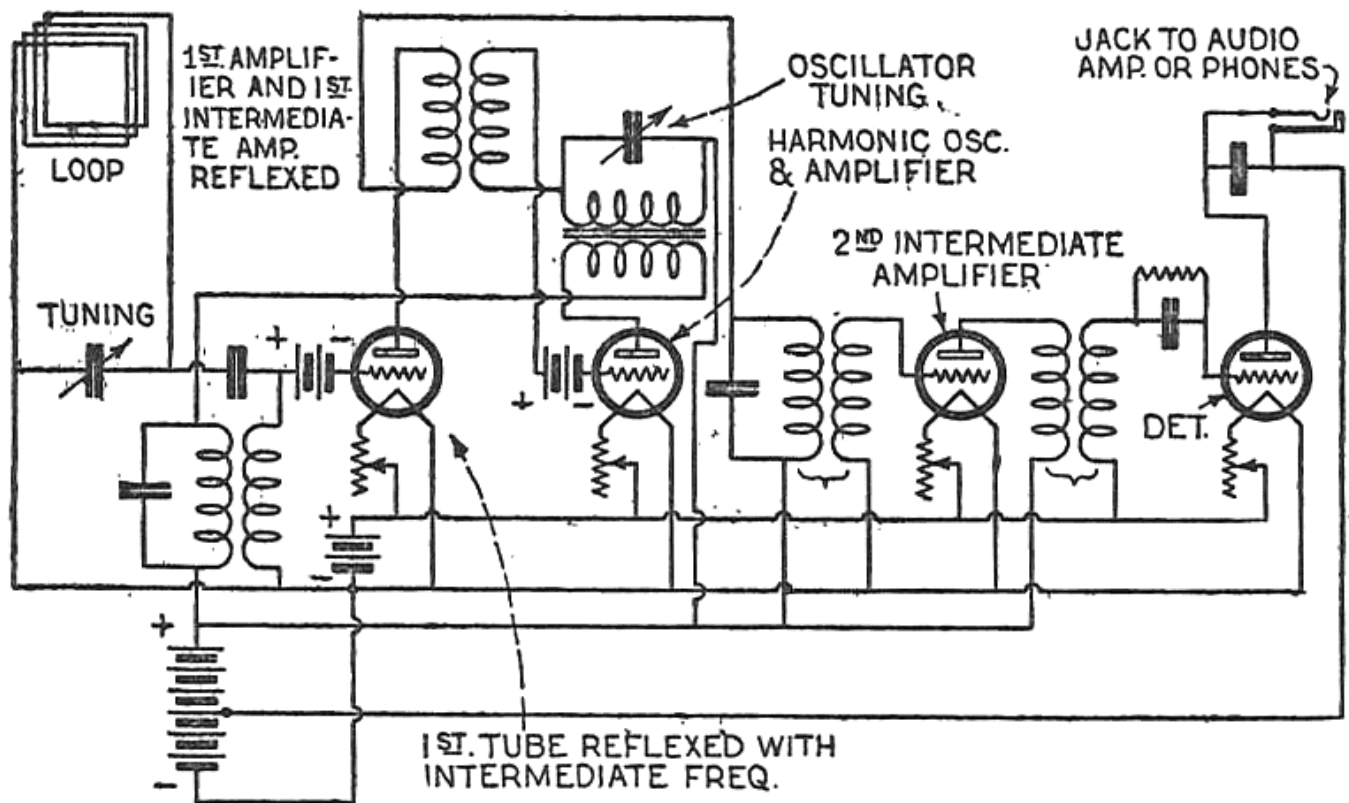 1ST. AMPLIF-
IER AND 1ST.
INTERMEDIA-
TE AMP.
REFLEXED
LOOP
OSCILLATOR
TUNING
HARMONIC OSC.
& AMPLIFIER
JACK TO AUDIO
AMP. OR PHONES
2ND INTERMEDIATE
AMPLIFIER
TUNING
+ -
+ -
DET.
+
-
+
-
1ST. TUBE REFLEXED WITH
INTERMEDIATE FREQ.